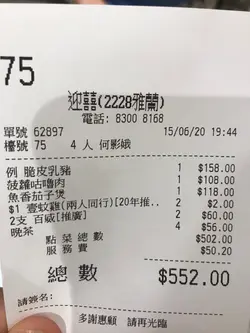 75
迎囍(2228雅蘭)
電話: 8300 8168
單號 62897 15/06/20 19:44
檯號 75 4 人 何影娥
例 脆皮乳豬 1 $158.00
菠蘿咕嚕肉 1 $108.00
魚香茄子煲 1 $118.00
$1 壹蚊雞(兩人同行)[20年推.. 2 $2.00
2支 百威[推廣] 2 $60.00
晚茶 4 $56.00
點菜總數 $502.00
服務費 $50.20
總數 $552.00
請簽名:
多謝惠顧 請再光臨